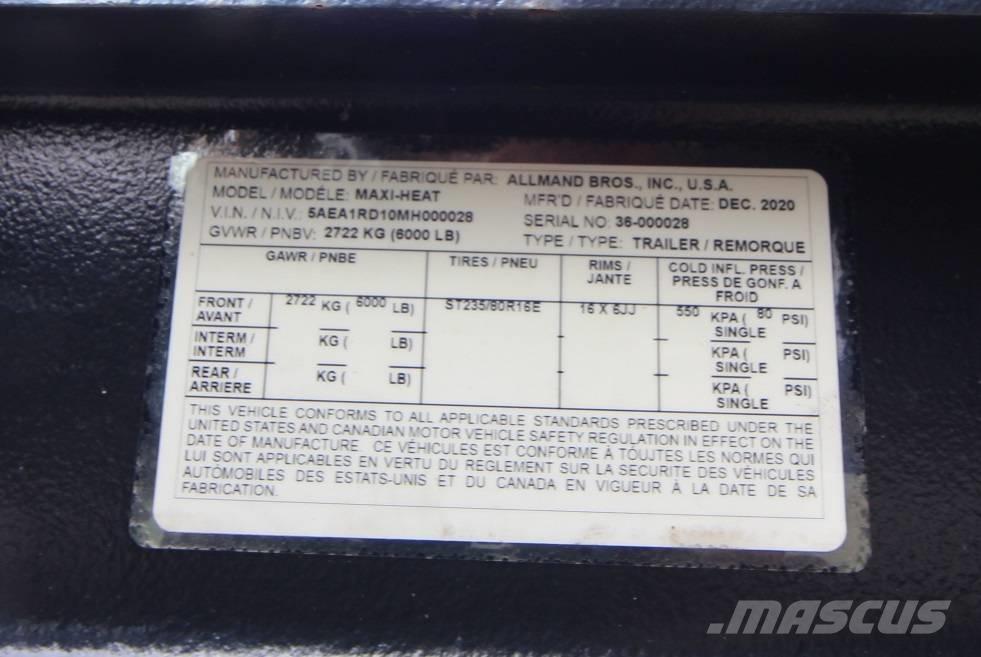 MANUFACTURED BY / FABRIQUÉ PAR: ALLMAND BROS., INC., U.S.A.
MODEL / MODÉLE: MAXI-HEAT MFR'D / FABRIQUÉ DATE: DEC. 2020
V.I.N. / N.I.V.: 5AEA1RD10MH000028 SERIAL NO: 36-000028
GVWR / PNBV: 2722 KG (6000 LB) TYPE / TYPE: TRAILER / REMORQUE
GAWR / PNBE TIRES / PNEU RIMS / JANTE COLD INFL. PRESS / PRESS DE GONF. A FROID
FRONT / AVANT 2722 KG ( 6000 LB) ST235/80R16E 16 X 6JJ 550 KPA ( 80 PSI) SINGLE
INTERM / INTERM KG ( LB) KPA ( PSI) SINGLE
REAR / ARRIERE KG ( LB) KPA ( PSI) SINGLE
THIS VEHICLE CONFORMS TO ALL APPLICABLE STANDARDS PRESCRIBED UNDER THE
UNITED STATES AND CANADIAN MOTOR VEHICLE SAFETY REGULATION IN EFFECT ON THE
DATE OF MANUFACTURE. CE VÉHICULES EST CONFORME À TOUJTES LES NORMES QUI
LUI SONT APPLICABLES EN VERTU DU REGLEMENT SUR LA SECURITE DES VÉHICULES
AUTOMOBILES DES ESTATS-UNIS ET DU CANADA EN VIGUEUR À LA DATE DE SA
FABRICATION.
MASCUS